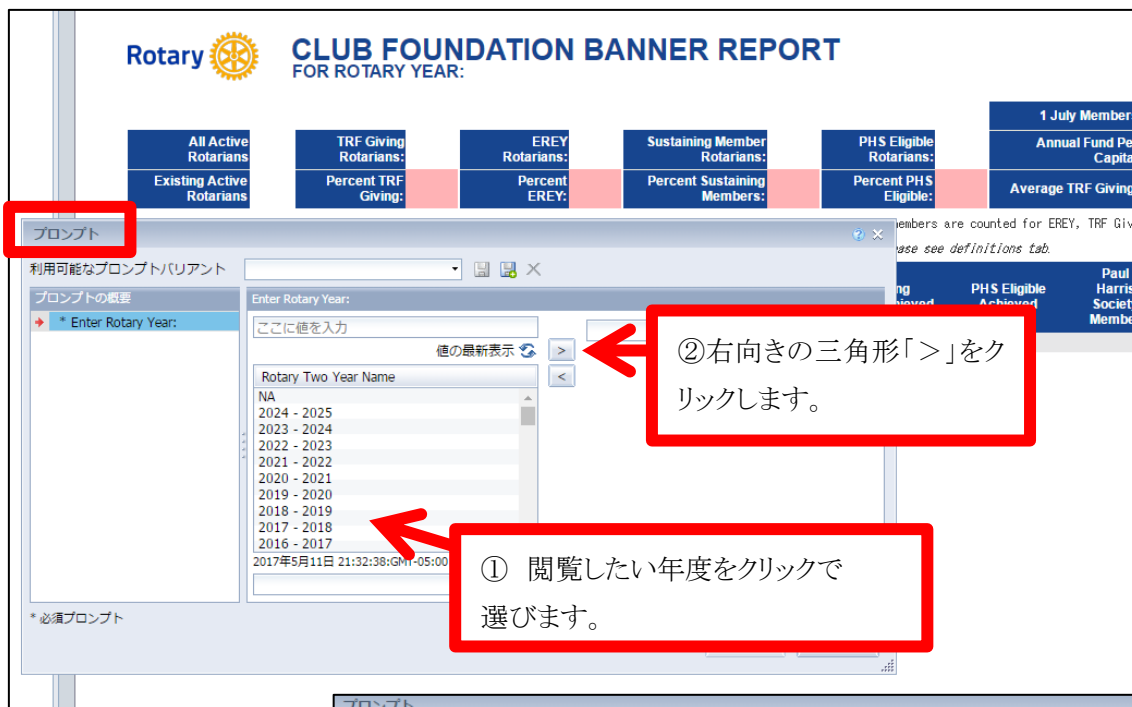 Rotary
CLUB FOUNDATION BANNER REPORT
FOR ROTARY YEAR:
1 July Member
All Active
Rotarians
TRF Giving
Rotarians:
EREY
Rotarians:
Sustaining Member
Rotarians:
PHS Eligible
Rotarians:
Annual Fund Pe
Capita
Existing Active
Rotarians
Percent TRF
Giving:
Percent
EREY:
Percent Sustaining
Members:
Percent PHS
Eligible:
Average TRF Giving
members are counted for EREY, TRF Giv
ase see definitions tab.
ng
PHS Eligible
Achieved
Paul
Harris
Society
Membe
プロンプト
利用可能なプロンプトバリアント
プロンプトの概要
* Enter Rotary Year:
Enter Rotary Year:
ここに値を入力
値の最新表示
>
<
Rotary Two Year Name
NA
2024 - 2025
2023 - 2024
2022 - 2023
2021 - 2022
2020 - 2021
2019 - 2020
2018 - 2019
2017 - 2018
2016 - 2017
2017年5月11日 21:32:38:GMT-05:00
* 必須プロンプト
②右向きの三角形「＞」をク
リックします。
① 閲覧したい年度をクリックで
選びます。
プロンプト